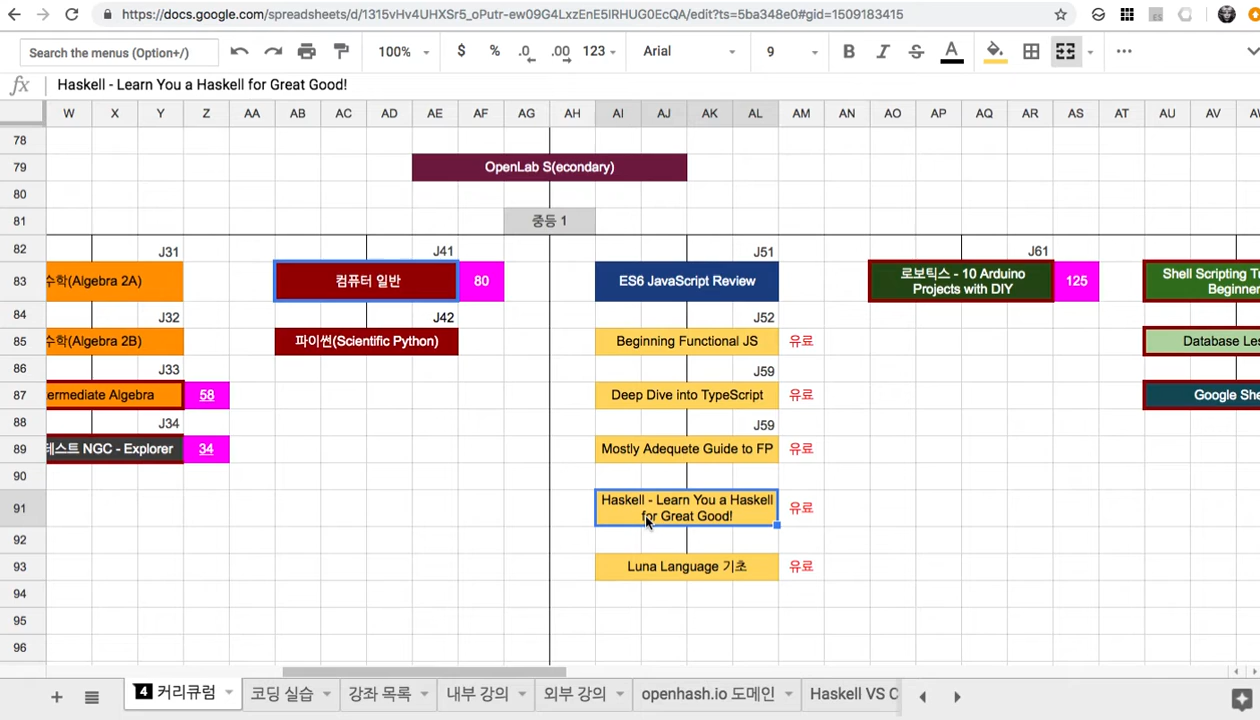 https://docs.google.com/spreadsheets/d/1315vHv4UHXSr5_oPutr-ew09G4LxzEnE5lRHUG0EcQA/edit?ts=5ba348e0#gid=1509183415
Search the menus (Option+/) 100% $ % .0 .00 123 Arial 9 B I S A
fx Haskell - Learn You a Haskell for Great Good!
W X Y Z AA AB AC AD AE AF AG AH AI AJ AK AL AM AN AO AP AQ AR AS AT AU AV
78
79 OpenLab S(econdary)
80
81 중등 1
82 J31 J41 J51 J61
83 수학(Algebra 2A) 컴퓨터 일반 80 ES6 JavaScript Review 로보틱스 - 10 Arduino Projects with DIY 125 Shell Scripting Beginner
84 J32 J42 J52
85 수학(Algebra 2B) 파이썬(Scientific Python) Beginning Functional JS 유료 Database Les
86 J33 J59
87 ermediate Algebra 58 Deep Dive into TypeScript 유료 Google She
88 J34 J59
89 테스트 NGC - Explorer 34 Mostly Adequete Guide to FP 유료
90
91 Haskell - Learn You a Haskell for Great Good! 유료
92
93 Luna Language 기초 유료
94
95
96
4 커리큐럼 코딩 실습 강좌 목록 내부 강의 외부 강의 openhash.io 도메인 Haskell VS C